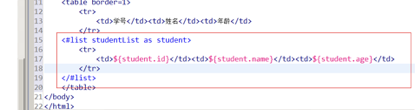 11 <table border=1>
12 <tr>
13 <td>学号</td><td>姓名</td><td>年龄</td>
14 </tr>
15 <#list studentList as student>
16 <tr>
17 <td>${student.id}</td><td>${student.name}</td><td>${student.age}</td>
18 </tr>
19 </#list>
20 </table>
21 </body>
22 </html>